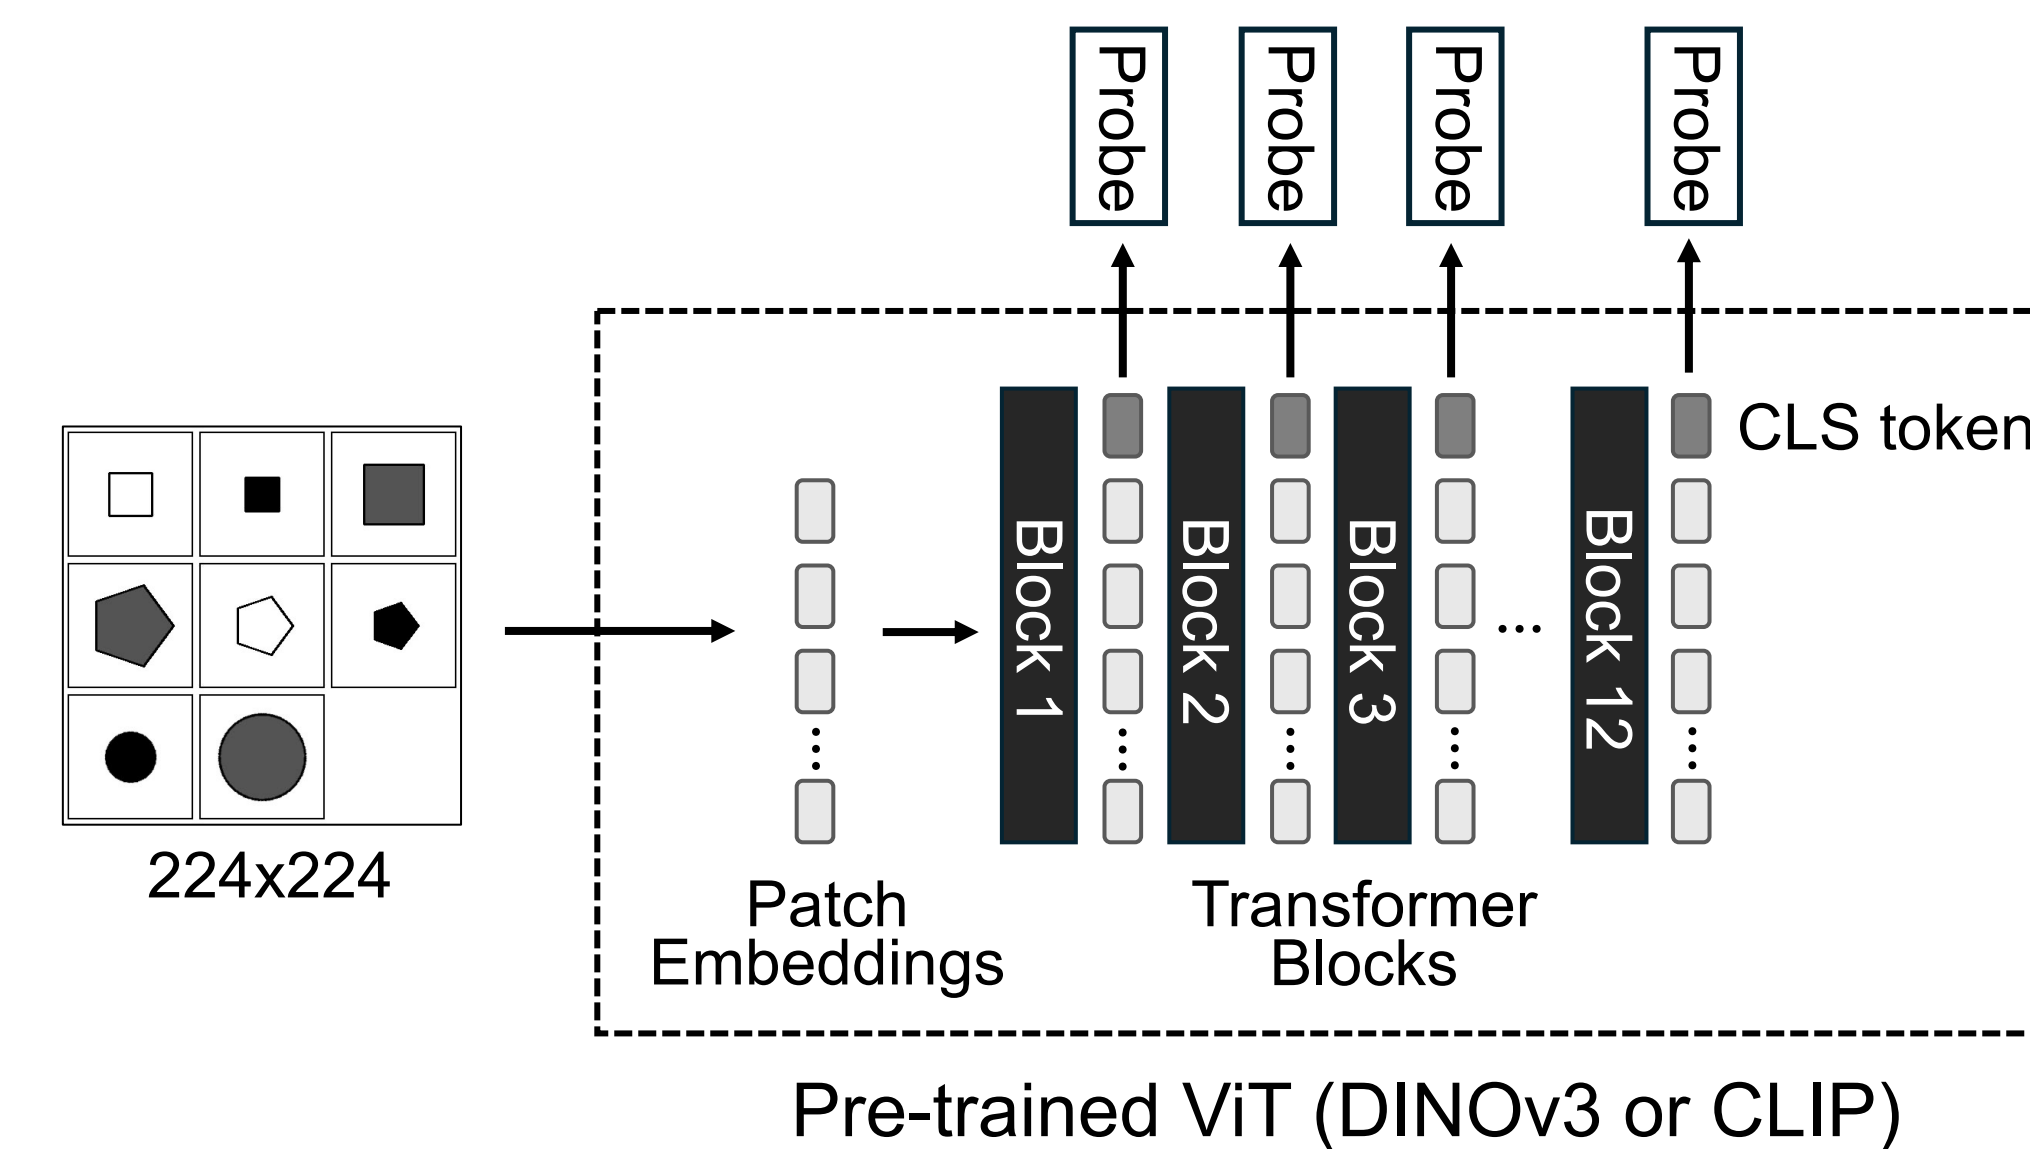 Probe
Probe
Probe
Probe
CLS token
Block 1
Block 2
Block 3
...
Block 12
224x224
Patch
Embeddings
Transformer
Blocks
Pre-trained ViT (DINOv3 or CLIP)